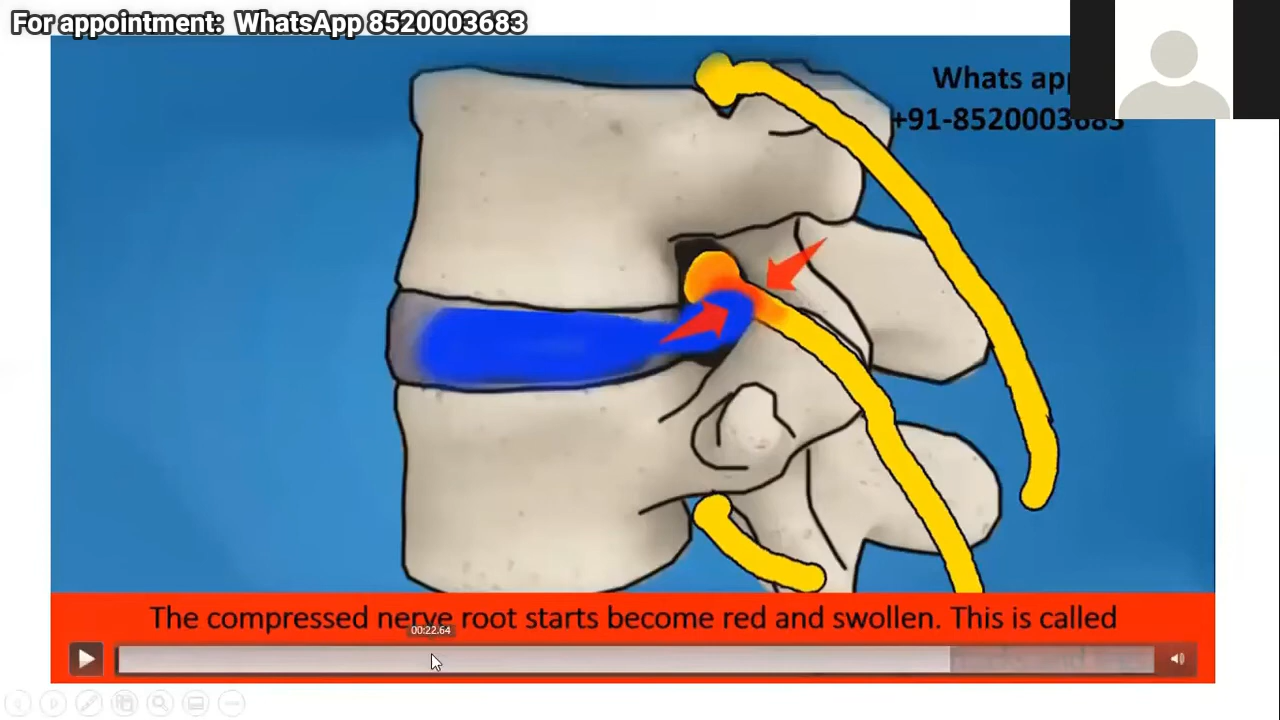 For appointment: WhatsApp 8520003683
Whats app
+91-8520003683
The compressed nerve root starts become red and swollen. This is called
00:22.64